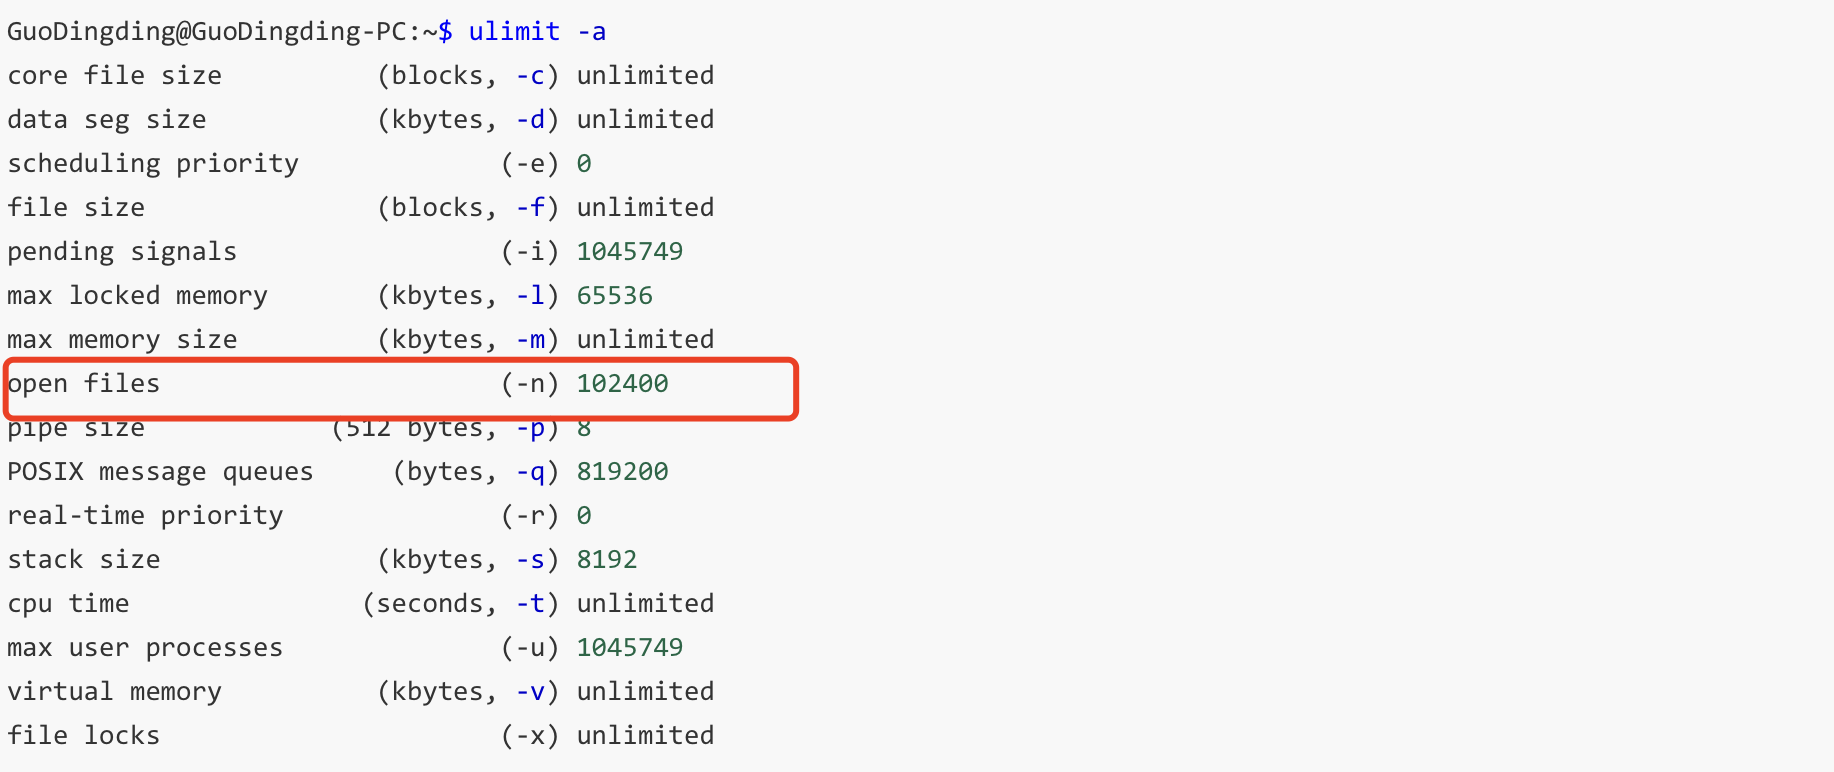 GuoDingding@GuoDingding-PC:~$ ulimit -a
core file size          (blocks, -c) unlimited
data seg size           (kbytes, -d) unlimited
scheduling priority             (-e) 0
file size               (blocks, -f) unlimited
pending signals                 (-i) 1045749
max locked memory       (kbytes, -l) 65536
max memory size         (kbytes, -m) unlimited
open files                      (-n) 102400
pipe size            (512 bytes, -p) 8
POSIX message queues     (bytes, -q) 819200
real-time priority              (-r) 0
stack size              (kbytes, -s) 8192
cpu time               (seconds, -t) unlimited
max user processes              (-u) 1045749
virtual memory          (kbytes, -v) unlimited
file locks                      (-x) unlimited